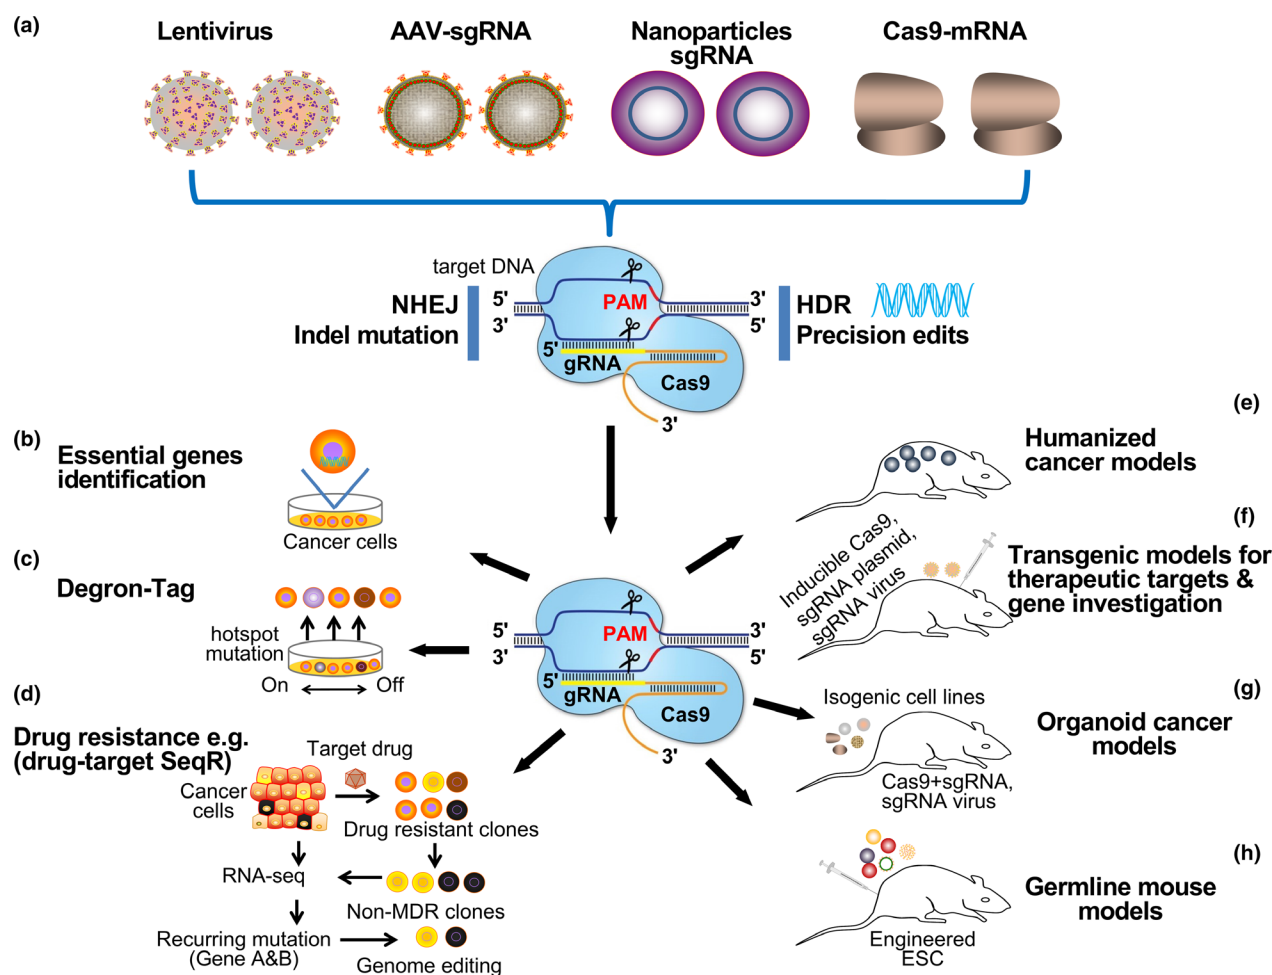 (a)
Lentivirus
AAV-sgRNA
Nanoparticles
sgRNA
Cas9-mRNA
target DNA
NHEJ
Indel mutation
5'
3'
PAM
3'
5'
HDR
Precision edits
5'
gRNA
Cas9
3'
(b)
Essential genes
identification
Cancer cells
(c)
Degron-Tag
hotspot
mutation
On
Off
(d)
Drug resistance e.g.
(drug-target SeqR)
Target drug
Cancer
cells
Drug resistant clones
RNA-seq
Non-MDR clones
Recurring mutation
(Gene A&B)
Genome editing
5'
3'
PAM
3'
5'
5'
gRNA
Cas9
3'
(e)
Humanized
cancer models
(f)
Inducible Cas9,
sgRNA plasmid,
sgRNA virus
Transgenic models for
therapeutic targets &
gene investigation
(g)
Isogenic cell lines
Organoid cancer
models
Cas9+sgRNA,
sgRNA virus
(h)
Germline mouse
models
Engineered
ESC